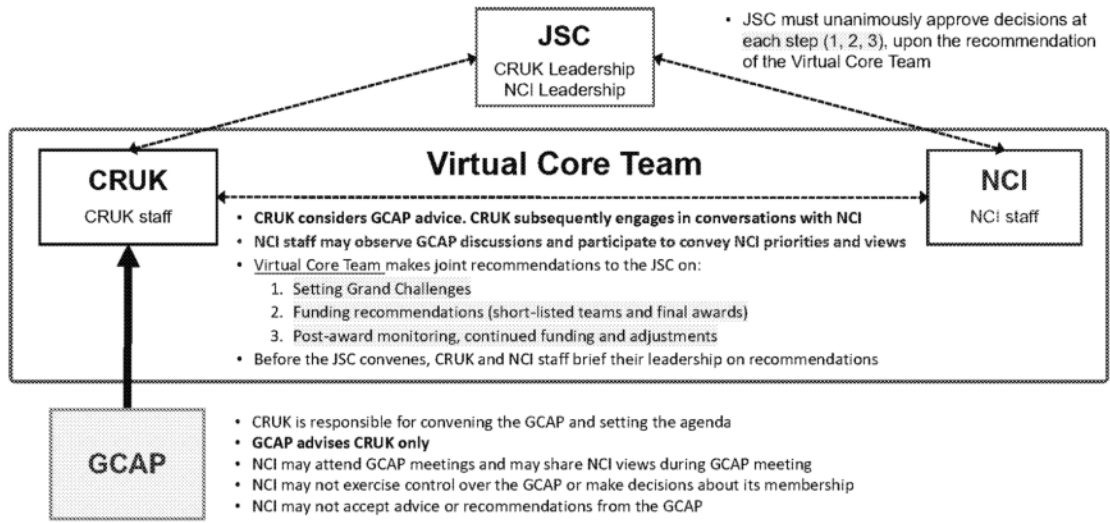 JSC
CRUK Leadership
NCI Leadership
• JSC must unanimously approve decisions at
each step (1, 2, 3), upon the recommendation
of the Virtual Core Team
Virtual Core Team
CRUK
CRUK staff
NCI
NCI staff
• CRUK considers GCAP advice. CRUK subsequently engages in conversations with NCI
• NCI staff may observe GCAP discussions and participate to convey NCI priorities and views
• Virtual Core Team makes joint recommendations to the JSC on:
1. Setting Grand Challenges
2. Funding recommendations (short-listed teams and final awards)
3. Post-award monitoring, continued funding and adjustments
• Before the JSC convenes, CRUK and NCI staff brief their leadership on recommendations
GCAP
• CRUK is responsible for convening the GCAP and setting the agenda
• GCAP advises CRUK only
• NCI may attend GCAP meetings and may share NCI views during GCAP meeting
• NCI may not exercise control over the GCAP or make decisions about its membership
• NCI may not accept advice or recommendations from the GCAP